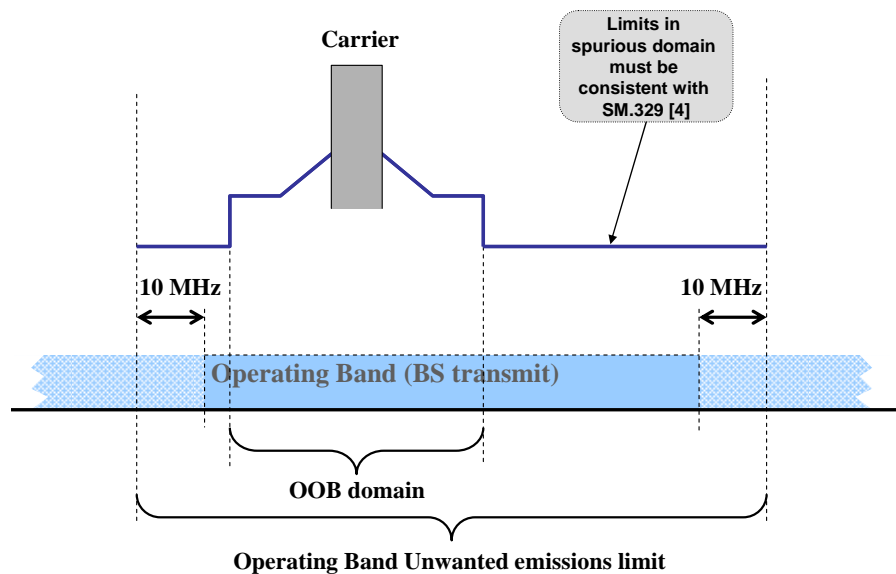 Carrier
Limits in
spurious domain
must be
consistent with
SM.329 [4]
10 MHz
10 MHz
Operating Band (BS transmit)
OOB domain
Operating Band Unwanted emissions limit